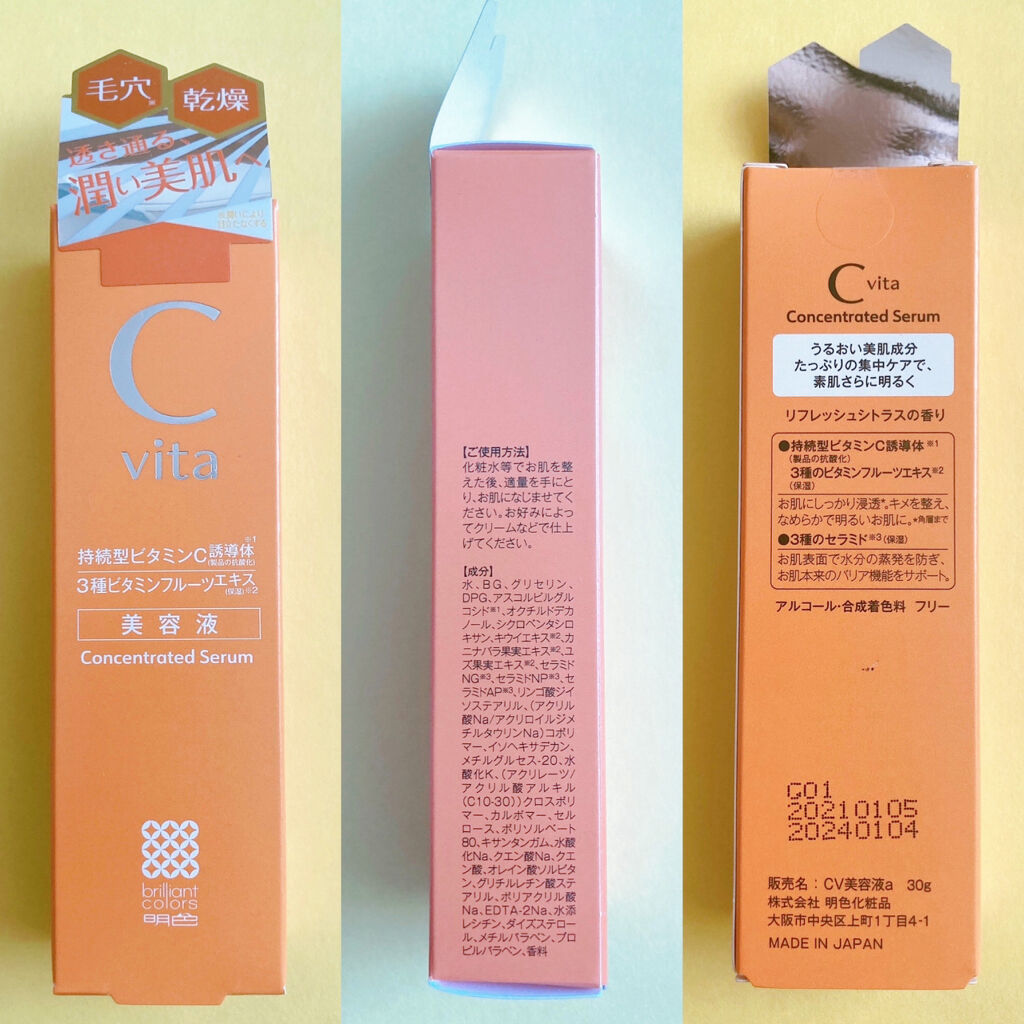 毛穴※
乾燥
透き通る、
潤い美肌へ
※潤いにより
目立たなくする
C
vita
持続型ビタミンC誘導体※1
(製品の抗酸化)
3種ビタミンフルーツエキス
(保湿)※2
美容液
Concentrated Serum
brilliant
colors
明色
【ご使用方法】
化粧水等でお肌を整
えた後、適量を手にと
り、お肌になじませてく
ださい。お好みによっ
てクリームなどで仕上
げてください。
【成分】
水、BG、グリセリン、
DPG、アスコルビルグル
コシド※1、オクチルドデカ
ノール、シクロペンタシロ
キサン、キウイエキス※2、カ
ニナバラ果実エキス※2、ユ
ズ果実エキス※2、セラミド
NG※3、セラミドNP※3、セ
ラミドAP※3、リンゴ酸ジイ
ソステアリル、(アクリル
酸Na/アクリロイルジメ
チルタウリンNa)コポリ
マー、イソヘキサデカン、
メチルグルセス-20、水
酸化K、(アクリレーツ/
アクリル酸アルキル
(C10-30))クロスポリ
マー、カルボマー、セル
ロース、ポリソルベート
80、キサンタンガム、水酸
化Na、クエン酸Na、クエ
ン酸、オレイン酸ソルビタ
ン、グリチルレチン酸ステ
アリル、ポリアクリル酸
Na、EDTA-2Na、水添
レシチン、ダイズステロー
ル、メチルパラベン、プロ
ピルパラベン、香料
C vita
Concentrated Serum
うるおい美肌成分
たっぷりの集中ケアで、
素肌さらに明るく
リフレッシュシトラスの香り
●持続型ビタミンC誘導体※1
(製品の抗酸化)
3種のビタミンフルーツエキス※2
(保湿)
お肌にしっかり浸透*。キメを整え、
なめらかで明るいお肌に。*角層まで
●3種のセラミド※3(保湿)
お肌表面で水分の蒸発を防ぎ、
お肌本来のバリア機能をサポート。
アルコール・合成着色料 フリー
G01
20210105
20240104
販売名:CV美容液a 30g
株式会社 明色化粧品
大阪市中央区上町1丁目4-1
MADE IN JAPAN